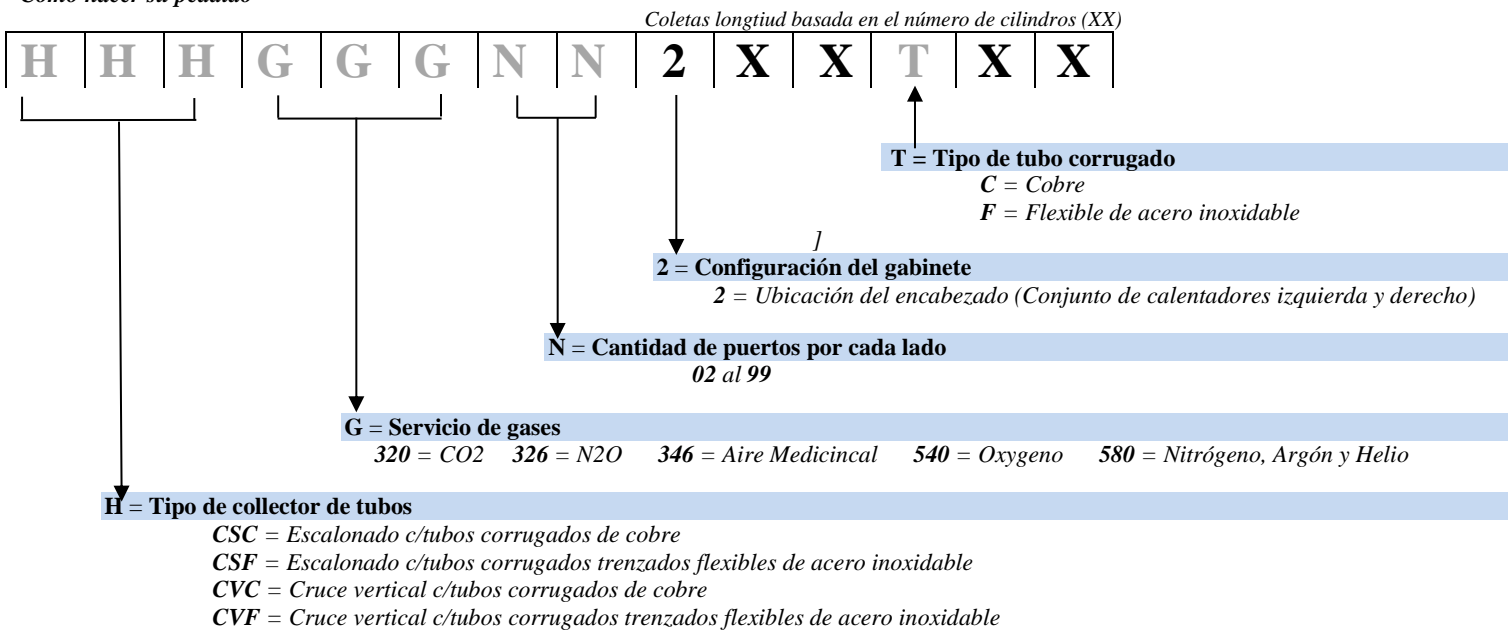 Como hacer su pedido
Coletas longtiud basada en el número de cilindros (XX)
H H H G G G N N 2 X X T X X
T = Tipo de tubo corrugado
C = Cobre
F = Flexible de acero inoxidable
]
2 = Configuración del gabinete
2 = Ubicación del encabezado (Conjunto de calentadores izquierda y derecho)
N = Cantidad de puertos por cada lado
02 al 99
G = Servicio de gases
320 = CO2 326 = N2O 346 = Aire Medicincal 540 = Oxygeno 580 = Nitrógeno, Argón y Helio
H = Tipo de collector de tubos
CSC = Escalonado c/tubos corrugados de cobre
CSF = Escalonado c/tubos corrugados trenzados flexibles de acero inoxidable
CVC = Cruce vertical c/tubos corrugados de cobre
CVF = Cruce vertical c/tubos corrugados trenzados flexibles de acero inoxidable